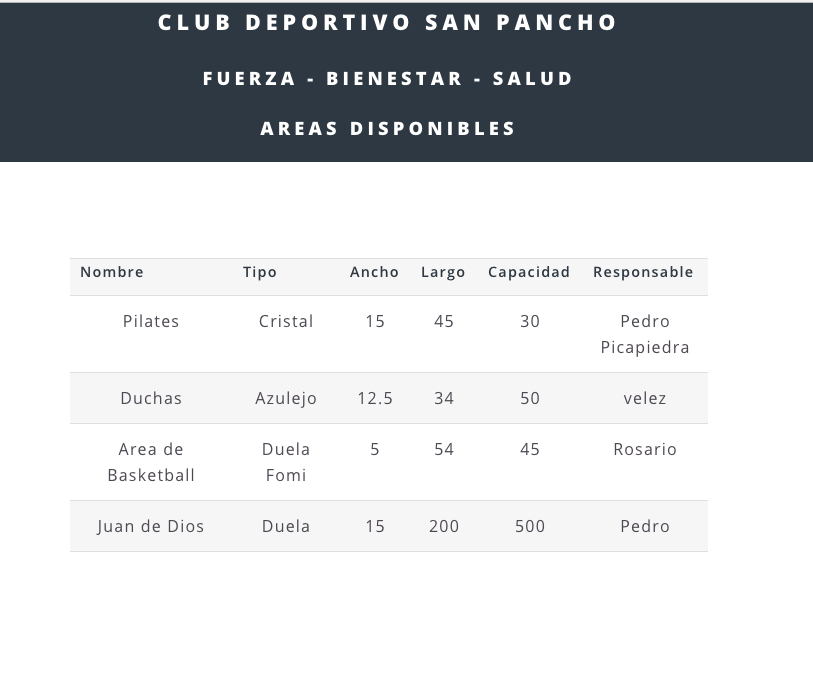 CLUB DEPORTIVO SAN PANCHO
FUERZA - BIENESTAR - SALUD
AREAS DISPONIBLES
Nombre Tipo Ancho Largo Capacidad Responsable
Pilates Cristal 15 45 30 Pedro
Picapiedra
Duchas Azulejo 12.5 34 50 velez
Area de Duela 5 54 45 Rosario
Basketball Fomi
Juan de Dios Duela 15 200 500 Pedro